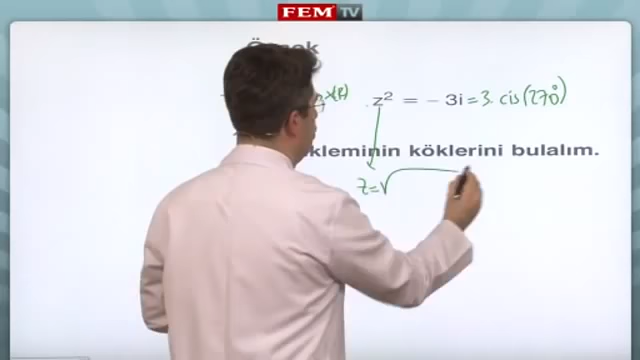 FEM TV
Örnek
z² = – 3i = 3. cis(270°)
kleminin köklerini bulalım.
z=√